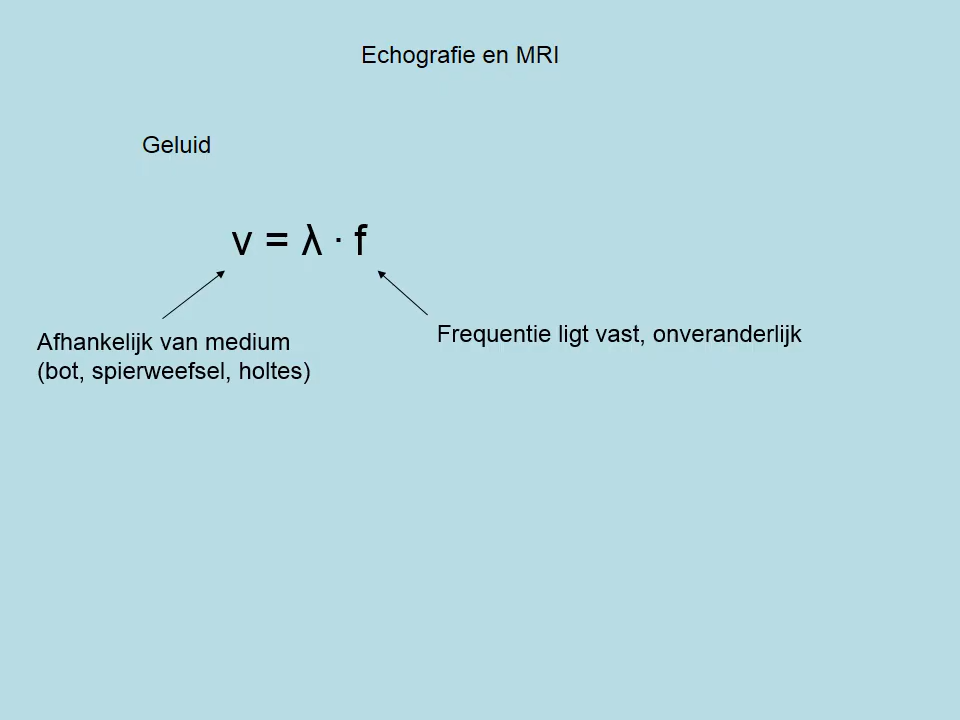 Echografie en MRI
Geluid
v = λ · f
Afhankelijk van medium
(bot, spierweefsel, holtes)
Frequentie ligt vast, onveranderlijk